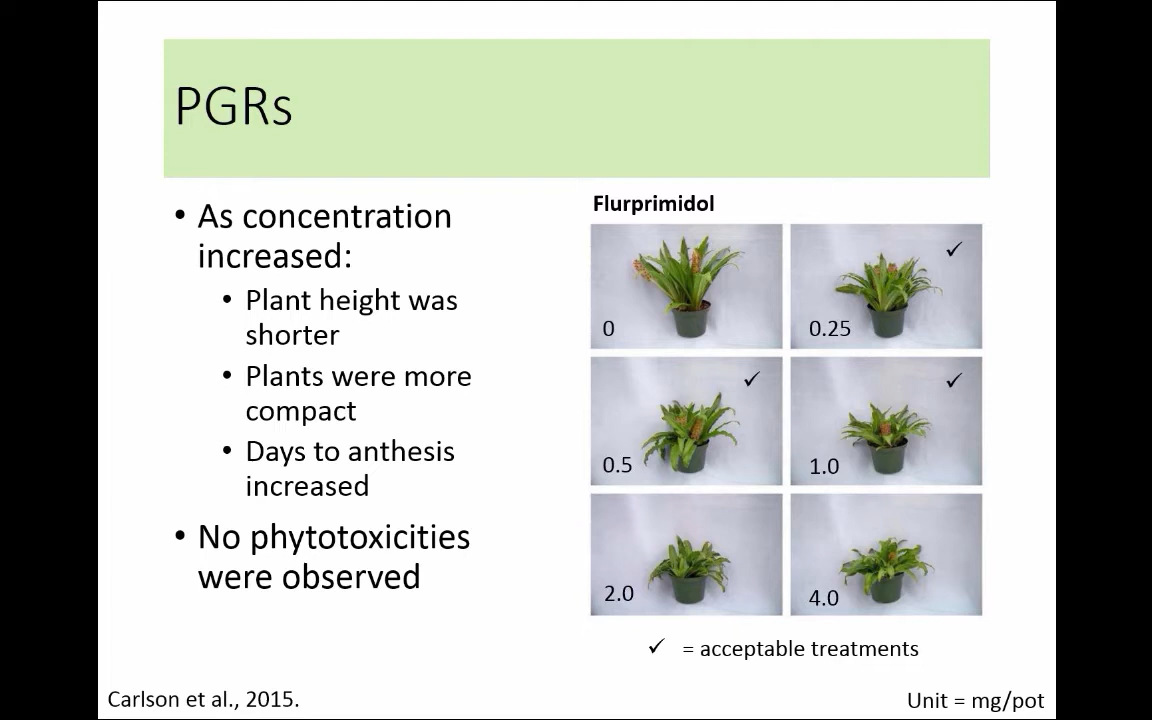 PGRs
• As concentration
increased:
• Plant height was
shorter
• Plants were more
compact
• Days to anthesis
increased
• No phytotoxicities
were observed
Flurprimidol
0
✓
0.25
✓
0.5
✓
1.0
2.0
4.0
✓ = acceptable treatments
Carlson et al., 2015.
Unit = mg/pot